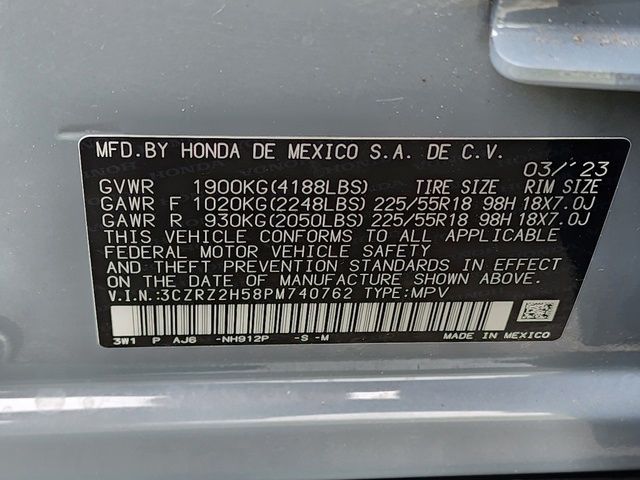 MFD.BY HONDA DE MEXICO S.A. DE C.V.
03/'23
GVWR 1900KG(4188LBS) TIRE SIZE RIM SIZE
GAWR F 1020KG(2248LBS) 225/55R18 98H 18X7.0J
GAWR R 930KG(2050LBS) 225/55R18 98H 18X7.0J
THIS VEHICLE CONFORMS TO ALL APPLICABLE
FEDERAL MOTOR VEHICLE SAFETY
AND THEFT PREVENTION STANDARDS IN EFFECT
ON THE DATE OF MANUFACTURE SHOWN ABOVE.
V.I.N.:3CZRZ2H58PM740762 TYPE:MPV
3W1 P AJ6 -NH912P -S -M MADE IN MEXICO